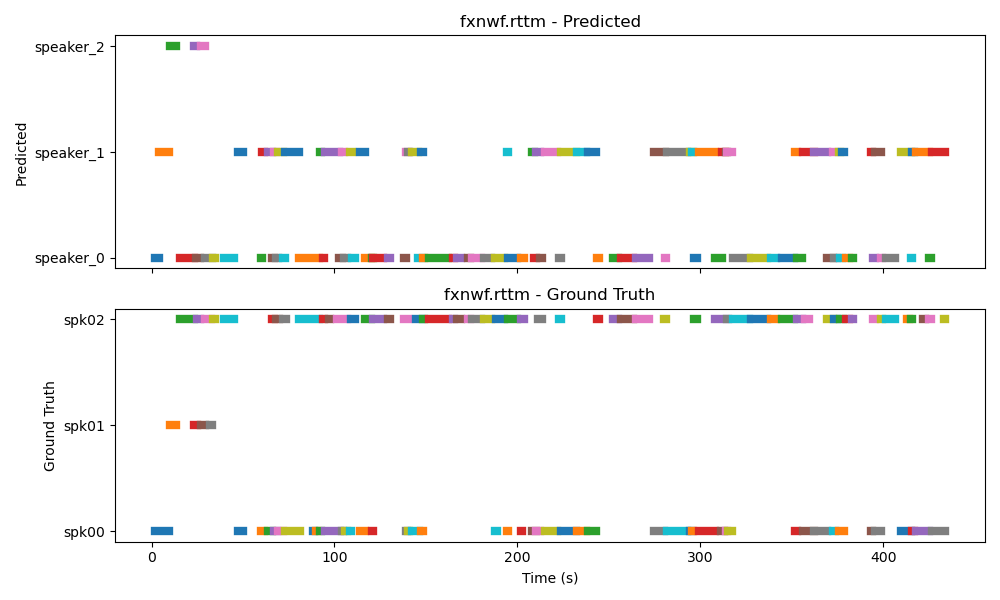 fxnwf.rttm - Predicted
speaker_2
speaker_1
speaker_0
Predicted
fxnwf.rttm - Ground Truth
spk02
spk01
spk00
Ground Truth
0 100 200 300 400
Time (s)